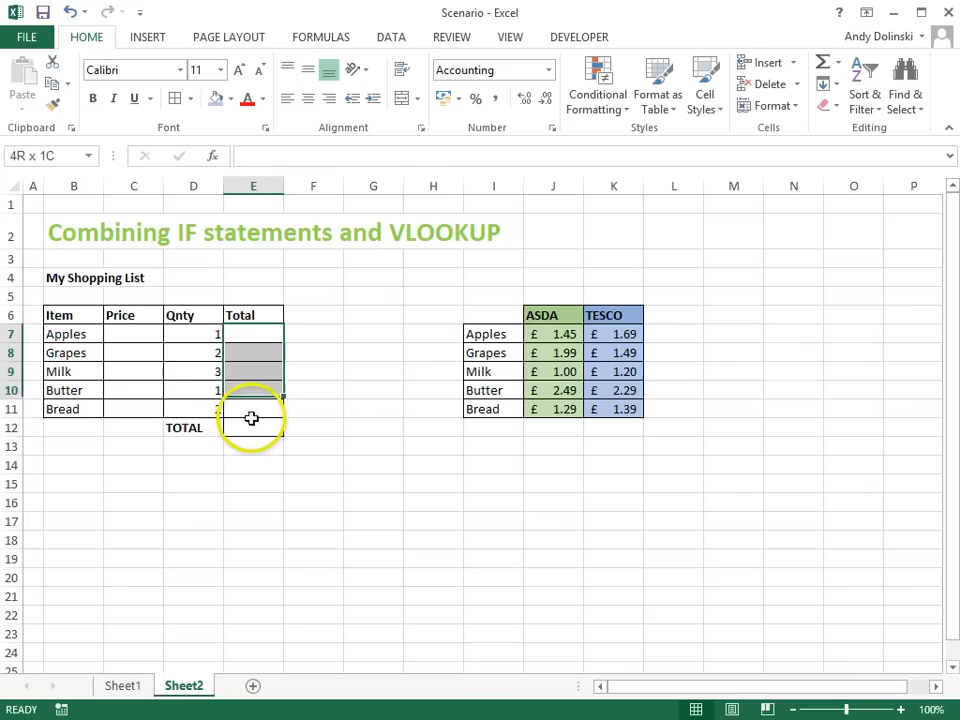 Scenario - Excel
FILE HOME INSERT PAGE LAYOUT FORMULAS DATA REVIEW VIEW DEVELOPER Andy Dolinski
Paste
Calibri 11
B I U
A
Accounting
%
Conditional Formatting
Format as Table
Cell Styles
Insert
Delete
Format
Sort & Filter
Find & Select
Clipboard Font Alignment Number Styles Cells Editing
4R x 1C fx
A B C D E F G H I J K L M N O P
1
2 Combining IF statements and VLOOKUP
3
4 My Shopping List
5
6 Item Price Qnty Total ASDA TESCO
7 Apples 1 Apples £ 1.45 £ 1.69
8 Grapes 2 Grapes £ 1.99 £ 1.49
9 Milk 3 Milk £ 1.00 £ 1.20
10 Butter 1 Butter £ 2.49 £ 2.29
11 Bread 2 Bread £ 1.29 £ 1.39
12 TOTAL
13
14
15
16
17
18
19
20
21
22
23
24
25
Sheet1 Sheet2
READY 100%